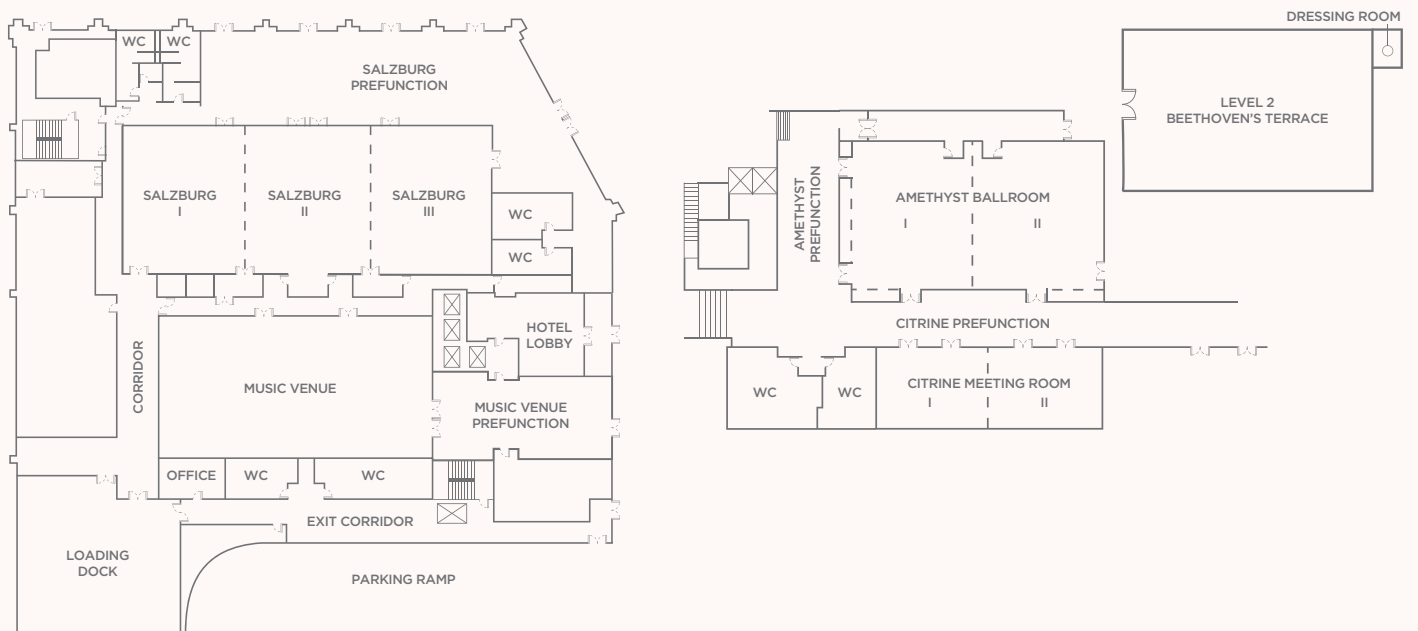 DRESSING ROOM
WC
WC
SALZBURG
PREFUNCTION
LEVEL 2
BEETHOVEN'S TERRACE
SALZBURG
I
SALZBURG
II
SALZBURG
III
WC
WC
AMETHYST
PREFUNCTION
AMETHYST BALLROOM
I
II
HOTEL
LOBBY
CITRINE PREFUNCTION
CORRIDOR
MUSIC VENUE
MUSIC VENUE
PREFUNCTION
WC
WC
CITRINE MEETING ROOM
I
II
OFFICE
WC
WC
EXIT CORRIDOR
LOADING
DOCK
PARKING RAMP